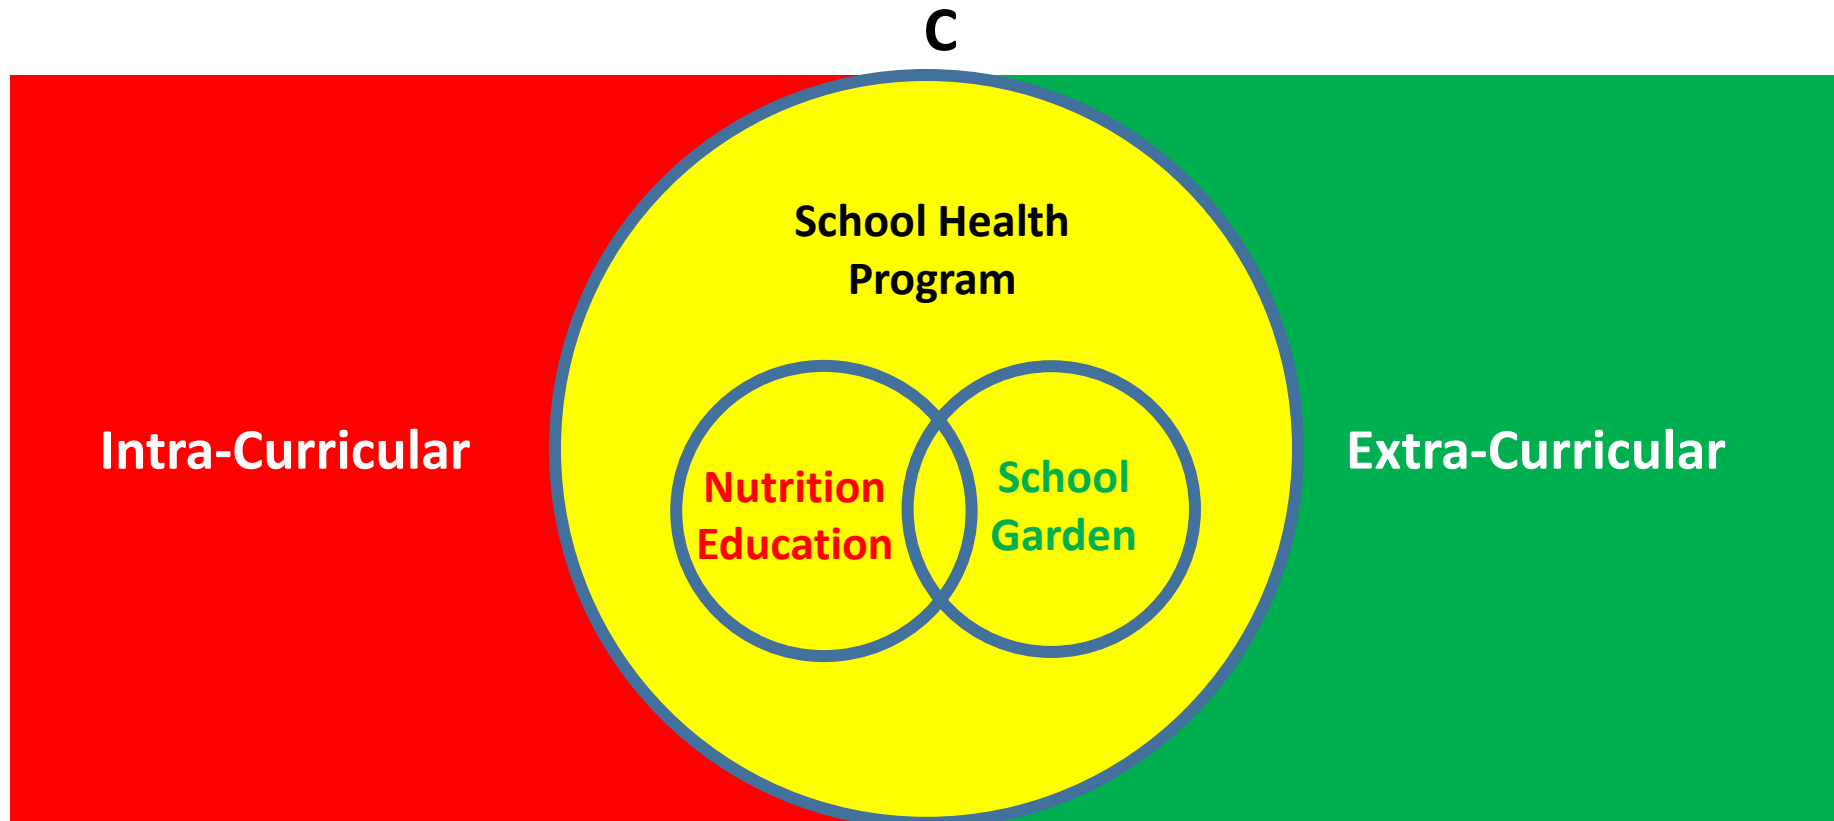 C
School Health
Program
Intra-Curricular
Extra-Curricular
Nutrition
Education
School
Garden